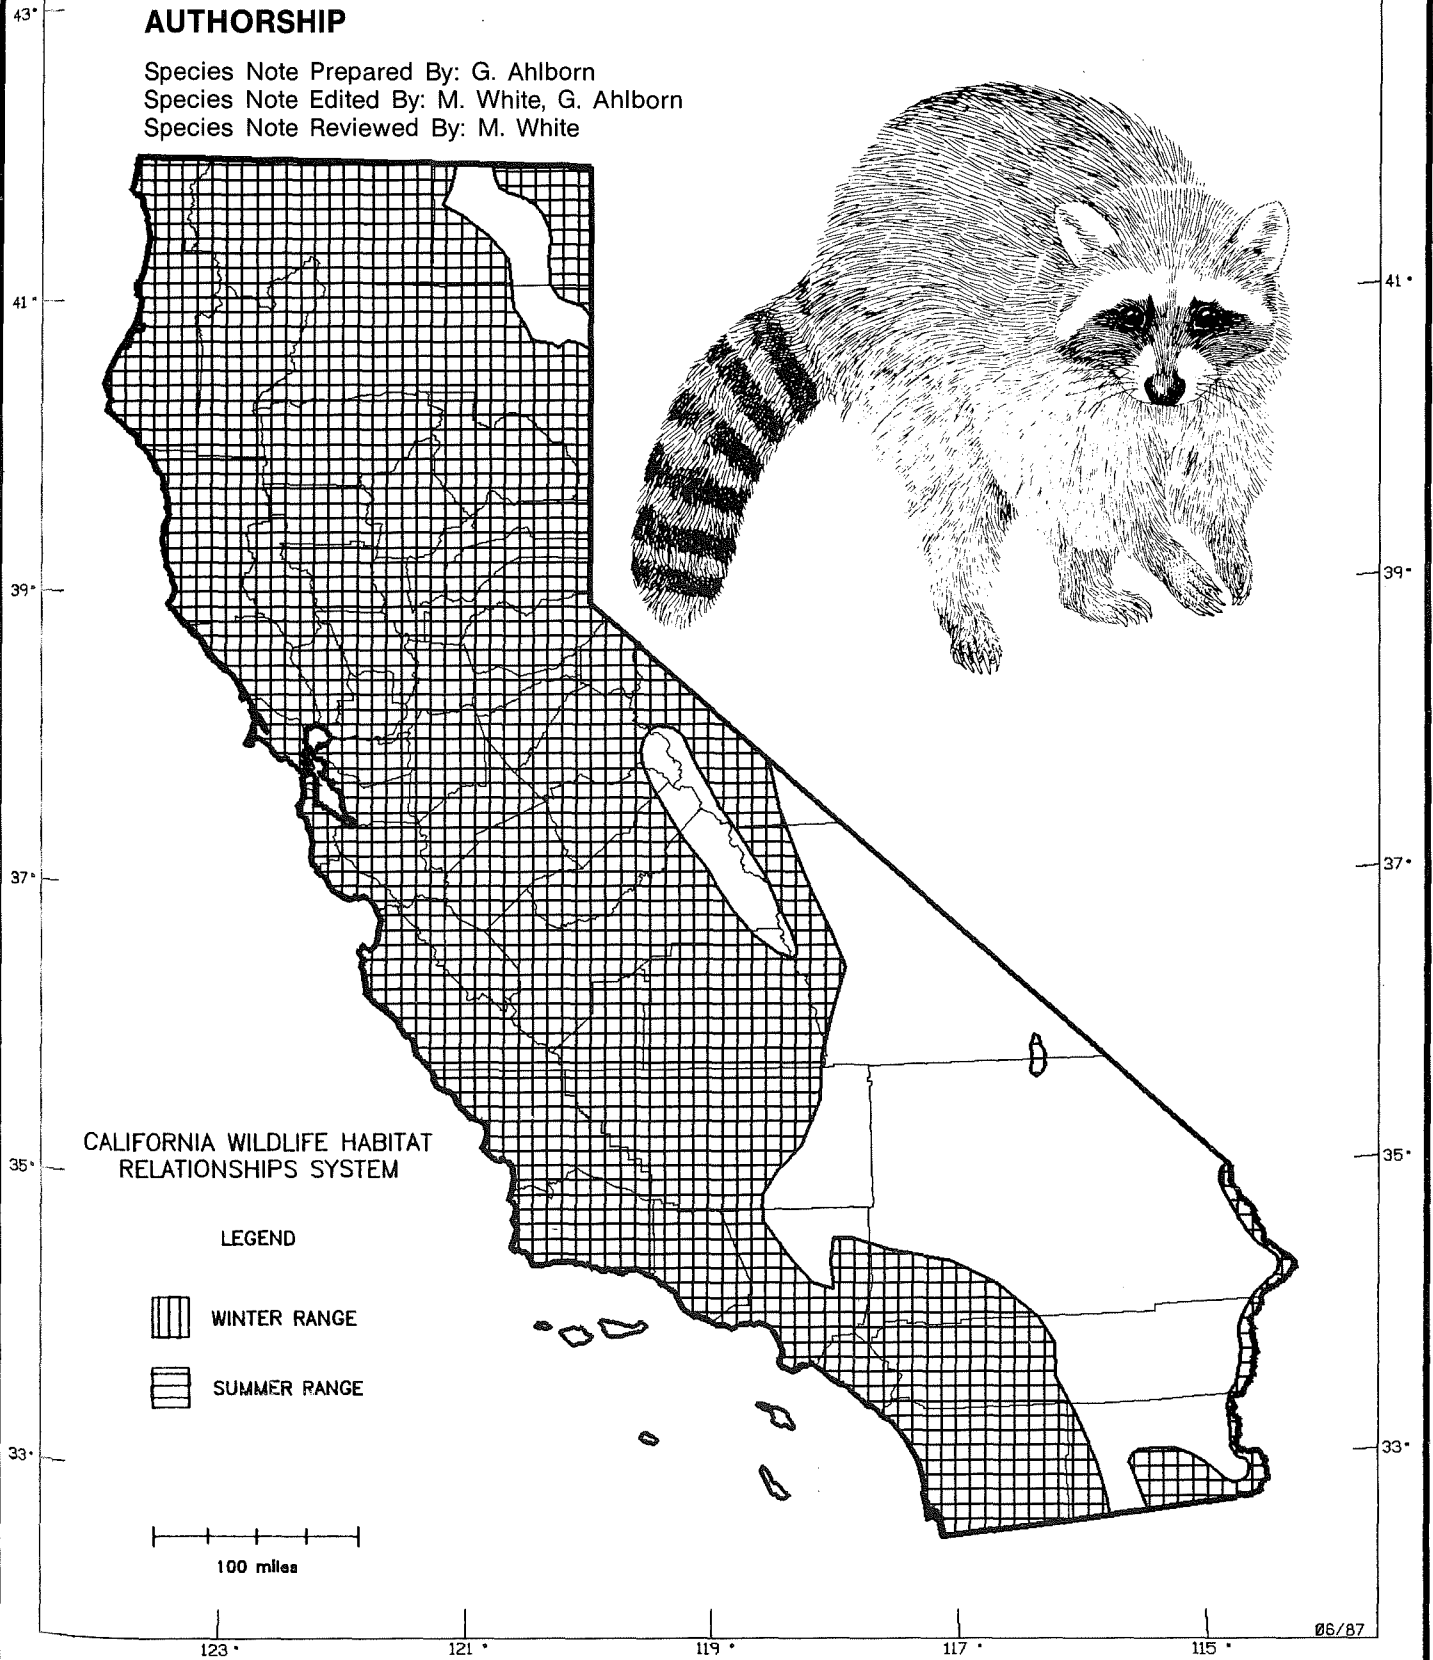 43°
AUTHORSHIP
Species Note Prepared By: G. Ahlborn
Species Note Edited By: M. White, G. Ahlborn
Species Note Reviewed By: M. White
41°
41°
39°
39°
37°
37°
35°
35°
CALIFORNIA WILDLIFE HABITAT
RELATIONSHIPS SYSTEM
LEGEND
WINTER RANGE
SUMMER RANGE
33°
33°
100 miles
06/87
123°
121°
119°
117°
115°